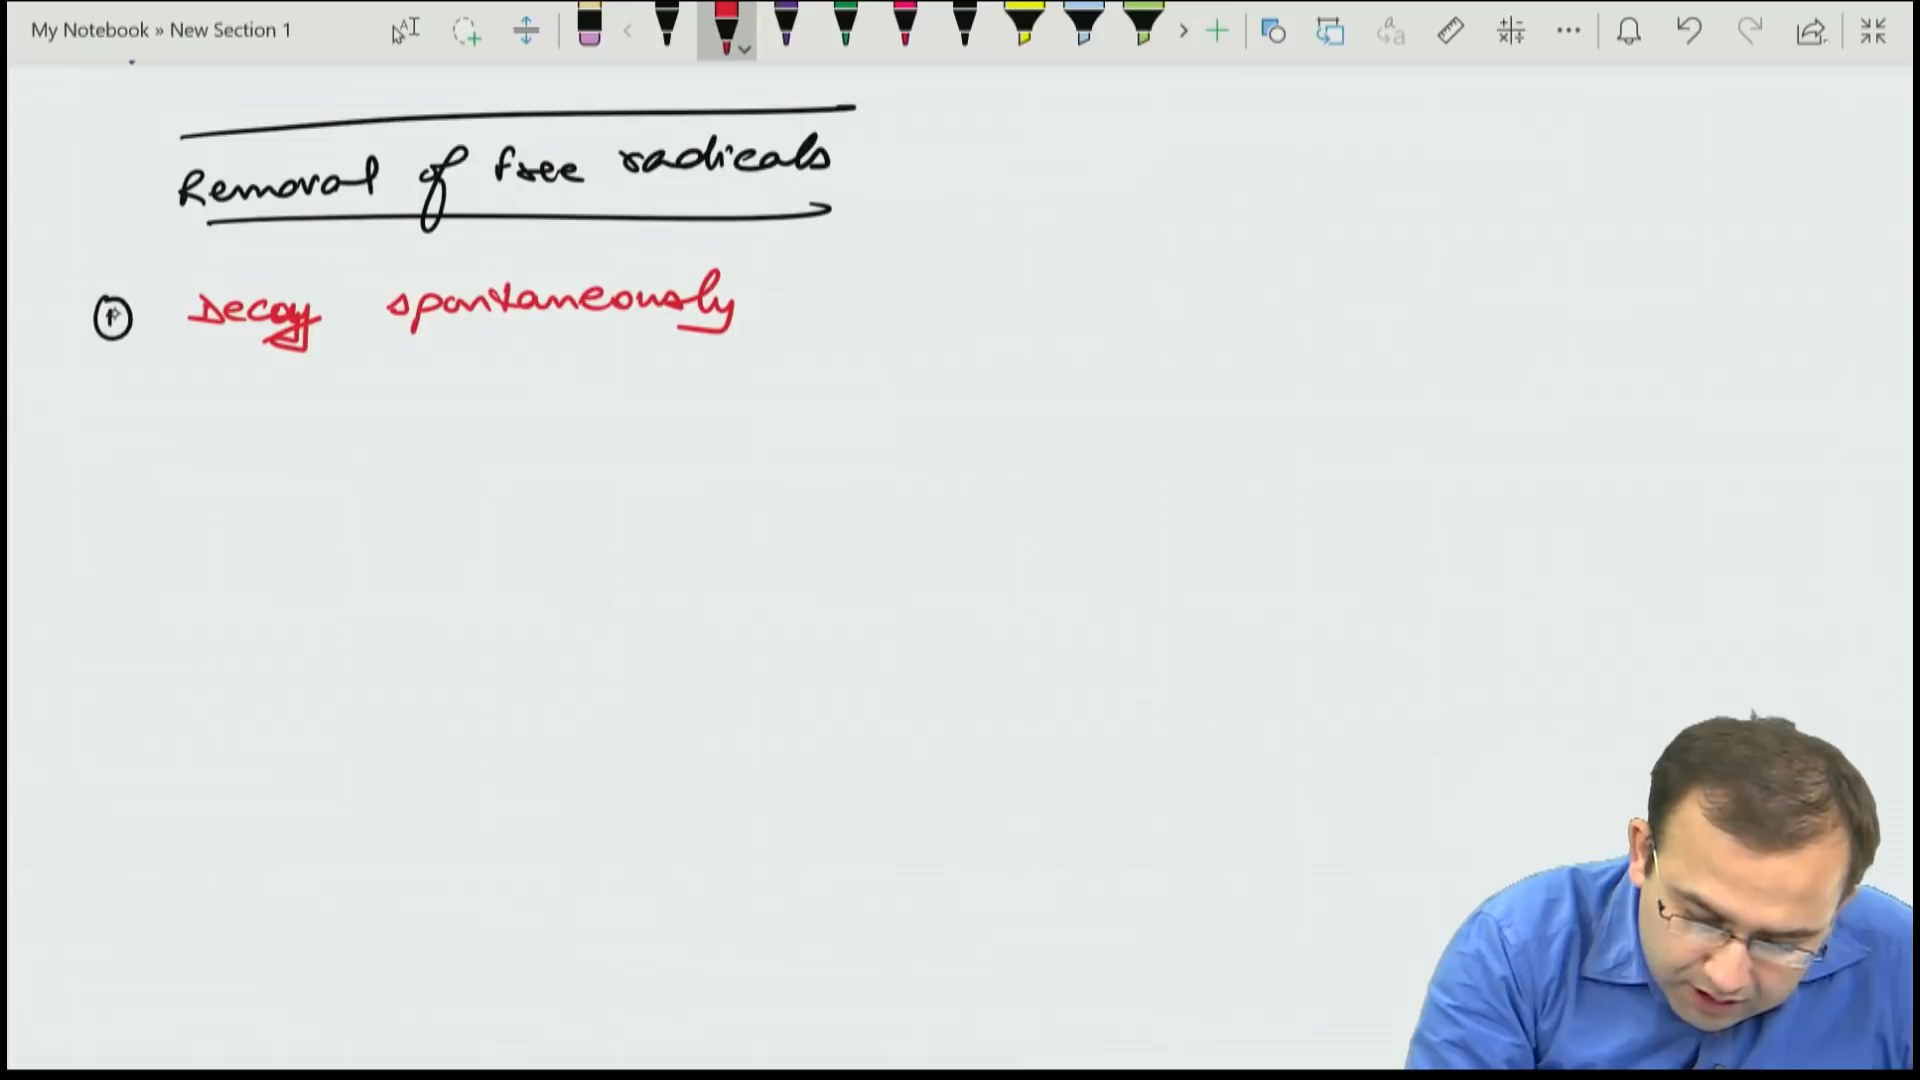 My Notebook » New Section 1
Removal of free radicals
① Decay spontaneously